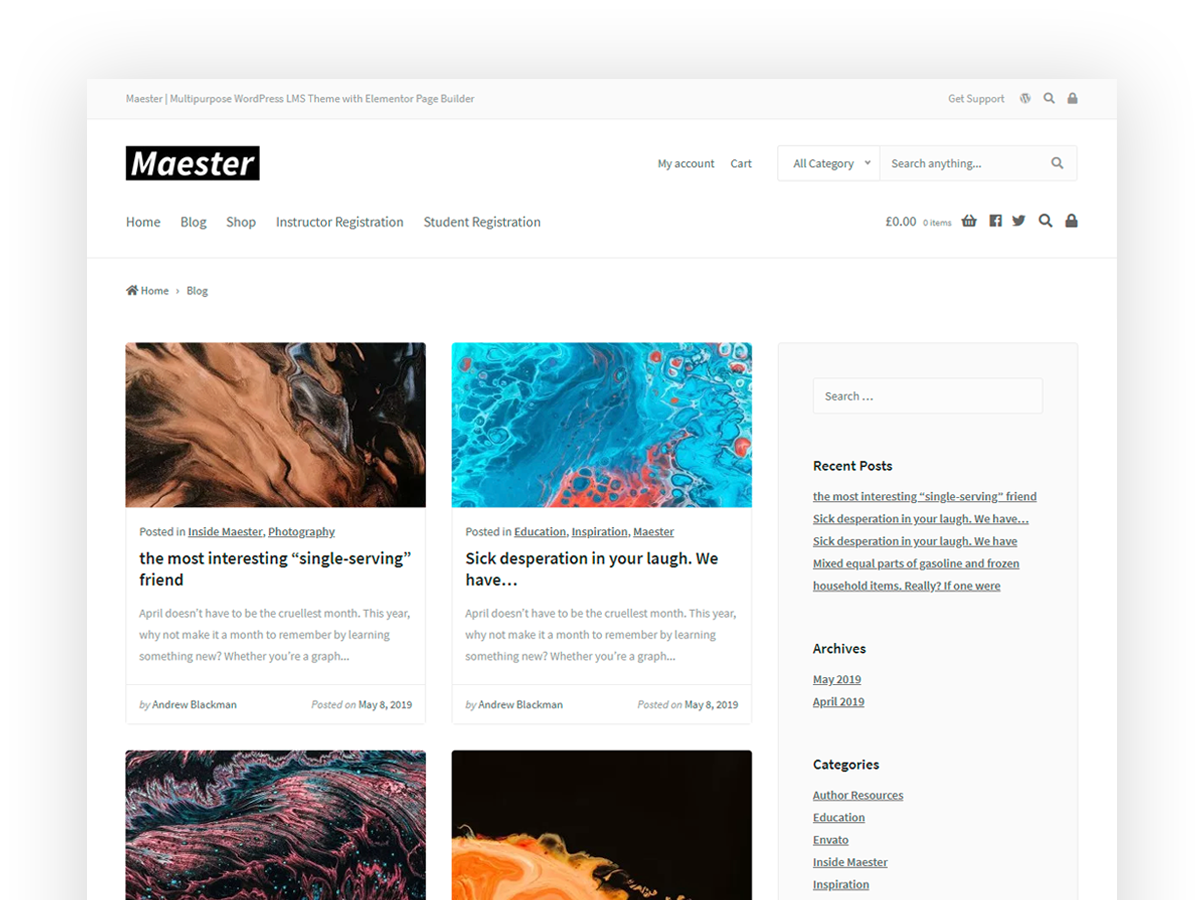 Maester | Multipurpose WordPress LMS Theme with Elementor Page Builder
Get Support
Maester
My account
Cart
All Category
Search anything...
Home
Blog
Shop
Instructor Registration
Student Registration
£0.00 0 items
Home › Blog
Posted in Inside Maester, Photography
the most interesting “single-serving”
friend
April doesn’t have to be the cruellest month. This year,
why not make it a month to remember by learning
something new? Whether you’re a graph...
by Andrew Blackman
Posted on May 8, 2019
Posted in Education, Inspiration, Maester
Sick desperation in your laugh. We
have…
April doesn’t have to be the cruellest month. This year,
why not make it a month to remember by learning
something new? Whether you’re a graph...
by Andrew Blackman
Posted on May 8, 2019
Search …
Recent Posts
the most interesting “single-serving” friend
Sick desperation in your laugh. We have…
Sick desperation in your laugh. We have
Mixed equal parts of gasoline and frozen
household items. Really? If one were
Archives
May 2019
April 2019
Categories
Author Resources
Education
Envato
Inside Maester
Inspiration